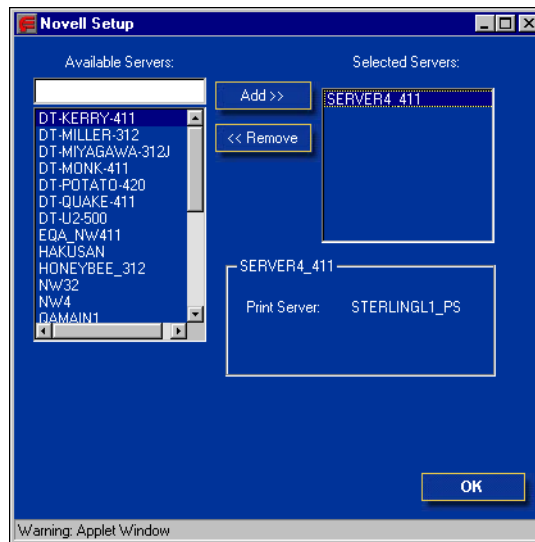 Novell Setup
Available Servers:
Selected Servers:
Add >>
<< Remove
DT-KERRY-411
DT-MILLER-312
DT-MIYAGAWA-312J
DT-MONK-411
DT-POTATO-420
DT-QUAKE-411
DT-U2-500
EQA_NW411
HAKUSAN
HONEYBEE_312
NW32
NW4
QAMAIN1
SERVER4_411
SERVER4_411
Print Server: STERLINGL1_PS
OK
Warning: Applet Window